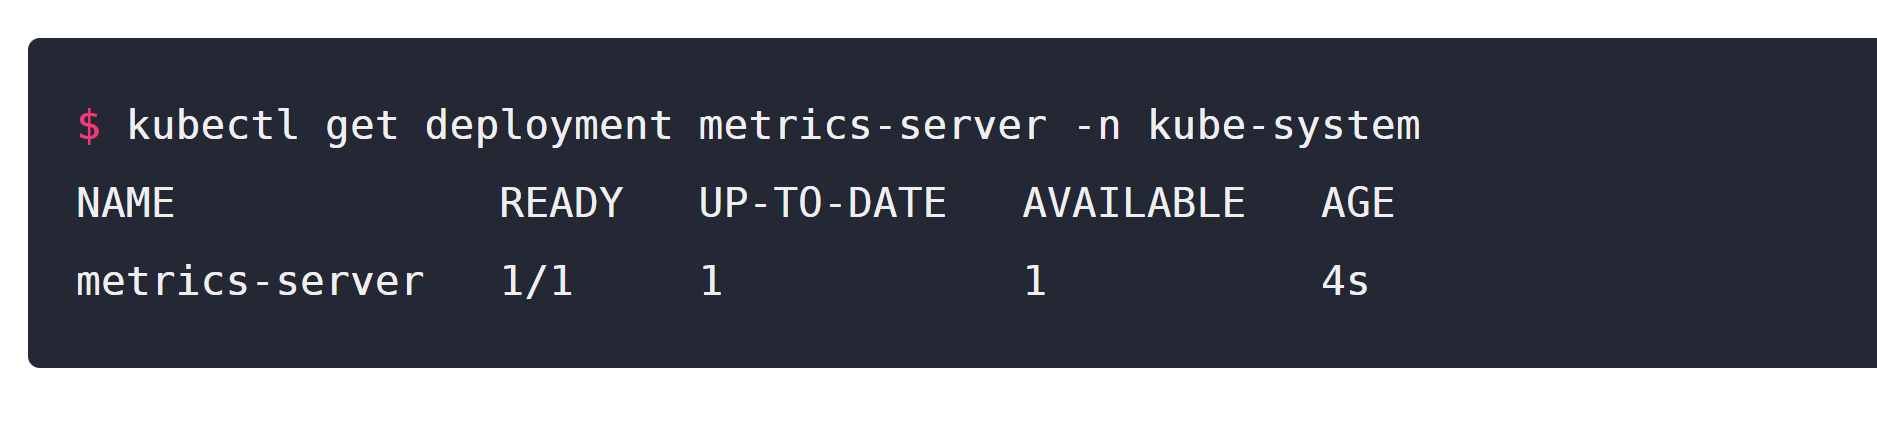 $ kubectl get deployment metrics-server -n kube-system
NAME             READY   UP-TO-DATE   AVAILABLE   AGE
metrics-server   1/1     1            1           4s